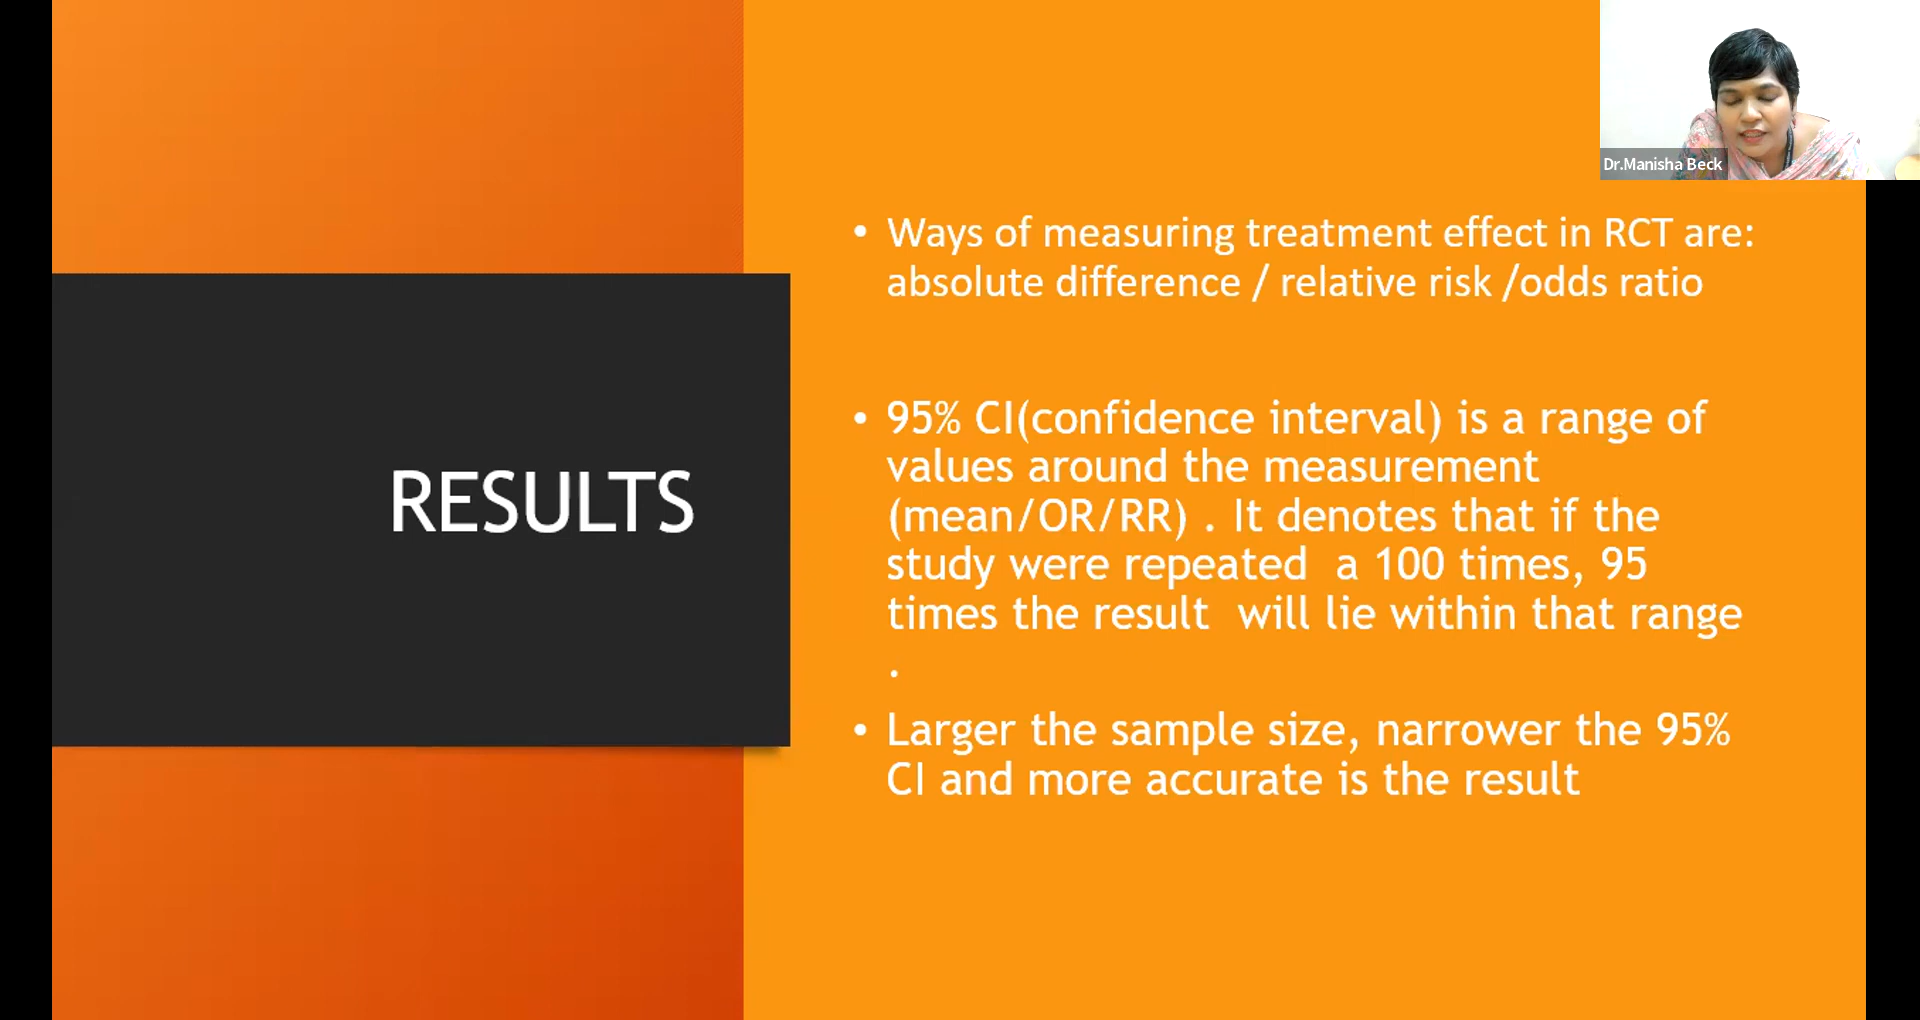 RESULTS
• Ways of measuring treatment effect in RCT are:
absolute difference / relative risk /odds ratio
• 95% CI(confidence interval) is a range of
values around the measurement
(mean/OR/RR) . It denotes that if the
study were repeated  a 100 times, 95
times the result  will lie within that range
.
• Larger the sample size, narrower the 95%
CI and more accurate is the result
Dr.Manisha Beck